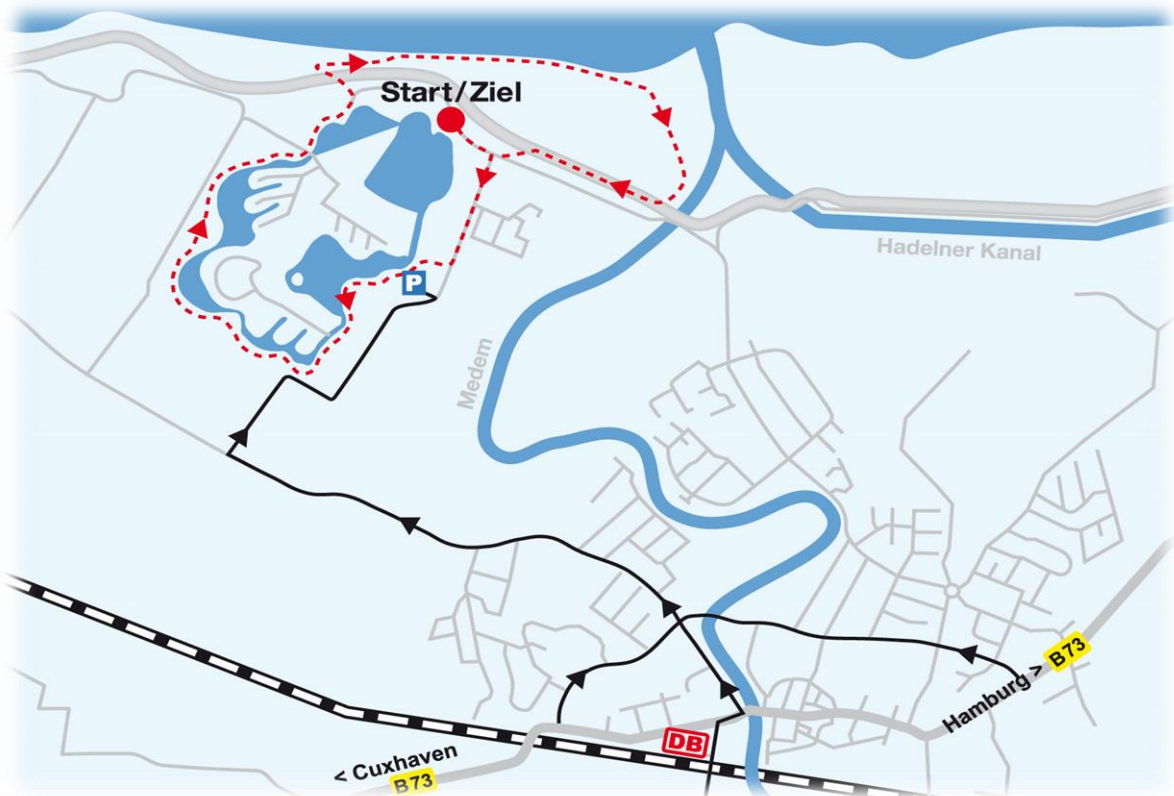 Start/Ziel
Hadelner Kanal
P
Medem
Hamburg > B73
DB
< Cuxhaven
B73